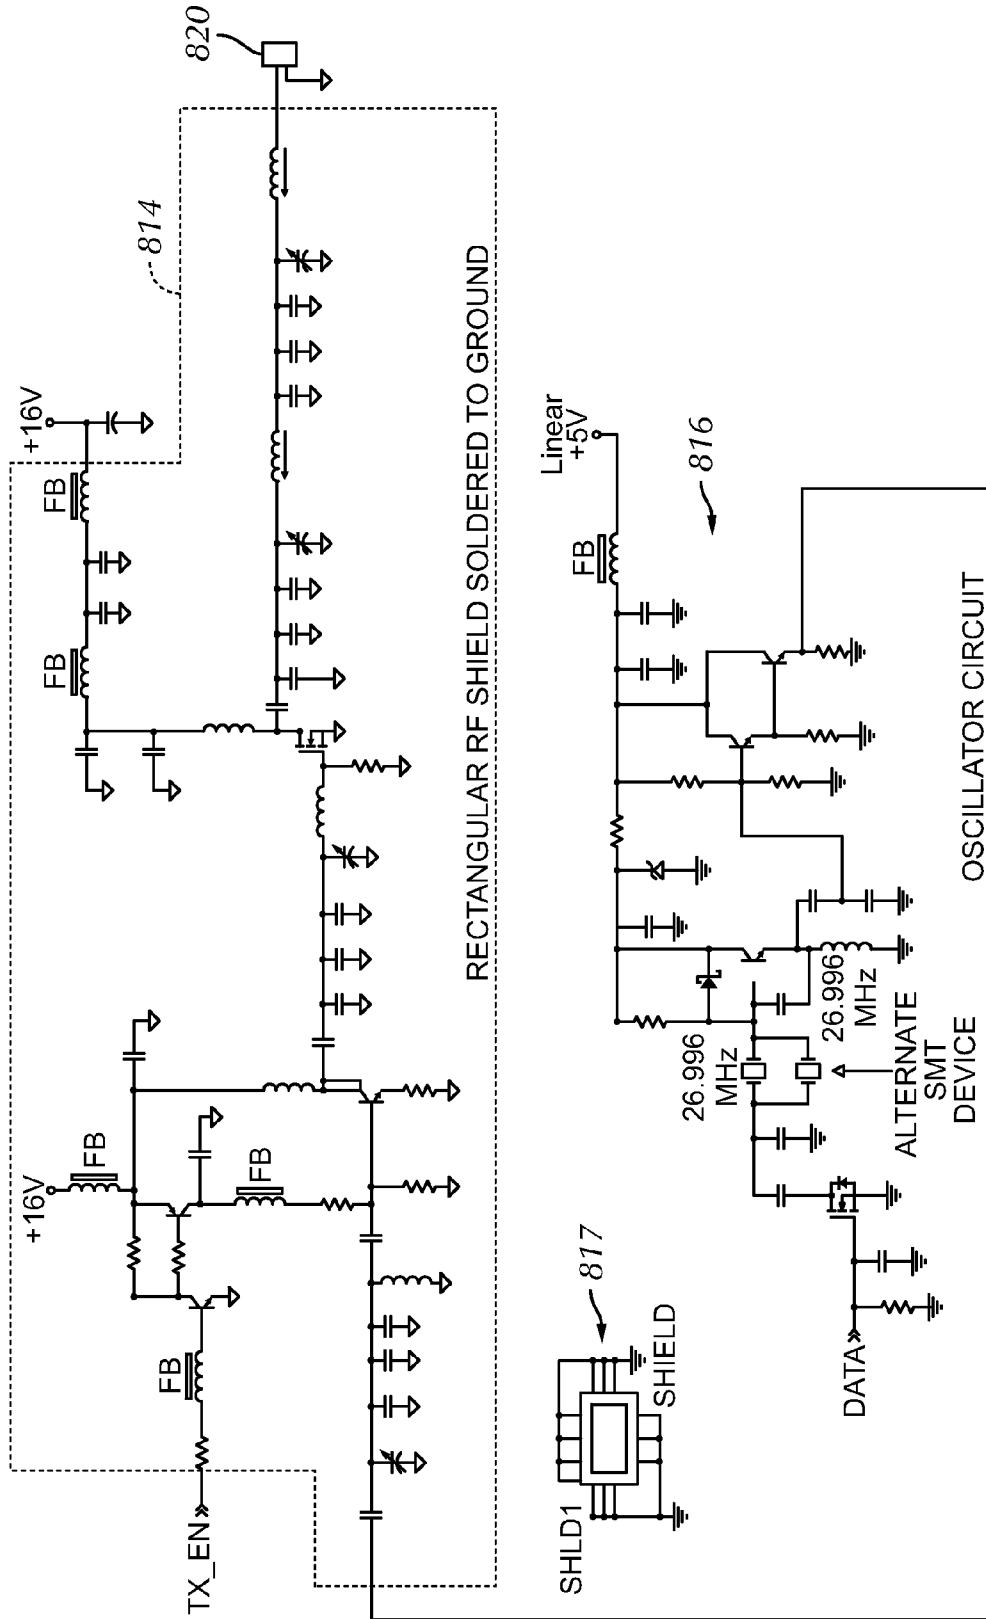 820
814
+16V
FB
FB
RECTANGULAR RF SHIELD SOLDERED TO GROUND
+16V
FB
FB
FB
TX_EN
Linear
+5V
816
FB
OSCILLATOR CIRCUIT
26.996
MHz
26.996
MHz
ALTERNATE
SMT
DEVICE
DATA
817
SHIELD
SHLD1